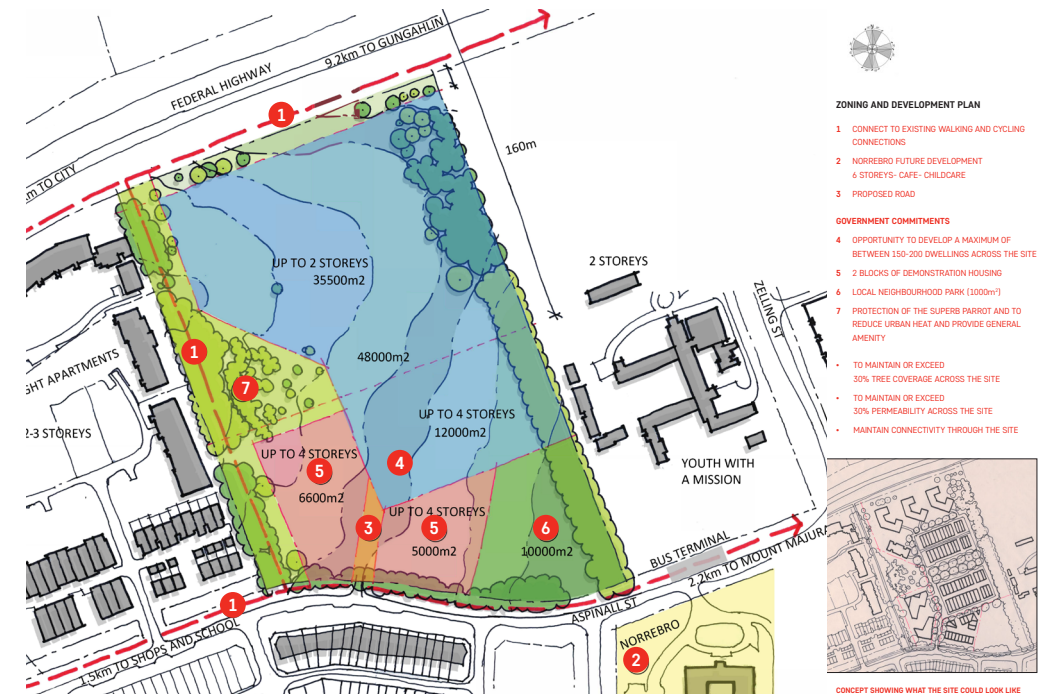 FEDERAL HIGHWAY
9.2km TO GUNGAHLIN
1
km TO CITY
160m
UP TO 2 STOREYS
35500m2
2 STOREYS
ZELLING ST
48000m2
1
GHT APARTMENTS
7
2-3 STOREYS
UP TO 4 STOREYS
12000m2
UP TO 4 STOREYS
5
6600m2
4
YOUTH WITH
A MISSION
UP TO 4 STOREYS
3
5
5000m2
6
10000m2
BUS TERMINAL
2.2km TO MOUNT MAJURA
ASPINALL ST
1
1.5km TO SHOPS AND SCHOOL
NORREBRO
2
ZONING AND DEVELOPMENT PLAN
1 CONNECT TO EXISTING WALKING AND CYCLING
CONNECTIONS
2 NORREBRO FUTURE DEVELOPMENT
6 STOREYS- CAFE- CHILDCARE
3 PROPOSED ROAD
GOVERNMENT COMMITMENTS
4 OPPORTUNITY TO DEVELOP A MAXIMUM OF
BETWEEN 150-200 DWELLINGS ACROSS THE SITE
5 2 BLOCKS OF DEMONSTRATION HOUSING
6 LOCAL NEIGHBOURHOOD PARK (1000m²)
7 PROTECTION OF THE SUPERB PARROT AND TO
REDUCE URBAN HEAT AND PROVIDE GENERAL
AMENITY
• TO MAINTAIN OR EXCEED
30% TREE COVERAGE ACROSS THE SITE
• TO MAINTAIN OR EXCEED
30% PERMEABILITY ACROSS THE SITE
• MAINTAIN CONNECTIVITY THROUGH THE SITE
CONCEPT SHOWING WHAT THE SITE COULD LOOK LIKE